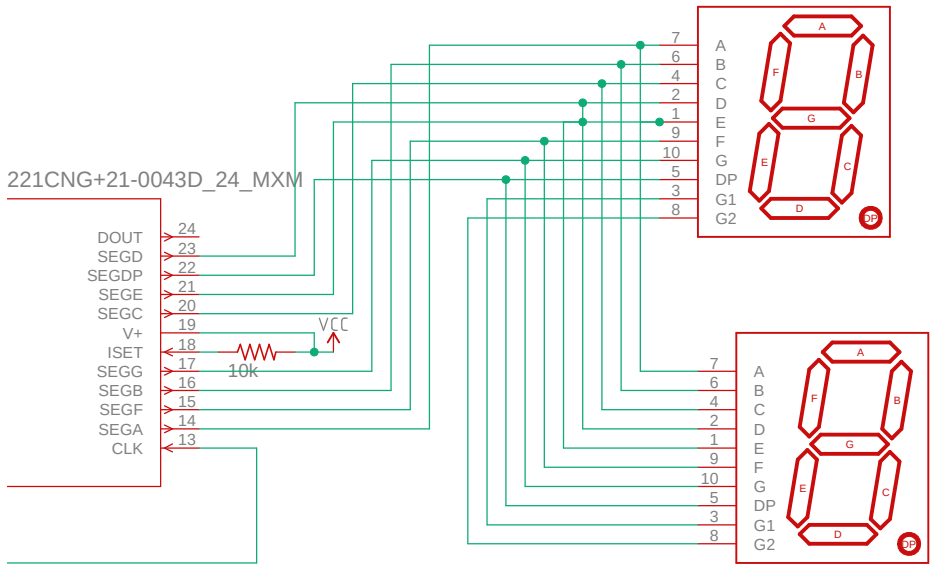 7 A
6 B
4 C
2 D
1 E
9 F
10 G
5 DP
3 G1
8 G2
A
F
B
G
E
C
D
DP
221CNG+21-0043D_24_MXM
DOUT 24
SEGD 23
SEGDP 22
SEGE 21
SEGC 20
V+ 19
ISET 18
SEGG 17
SEGB 16
SEGF 15
SEGA 14
CLK 13
VCC
10k
7 A
6 B
4 C
2 D
1 E
9 F
10 G
5 DP
3 G1
8 G2
A
F
B
G
E
C
D
DP